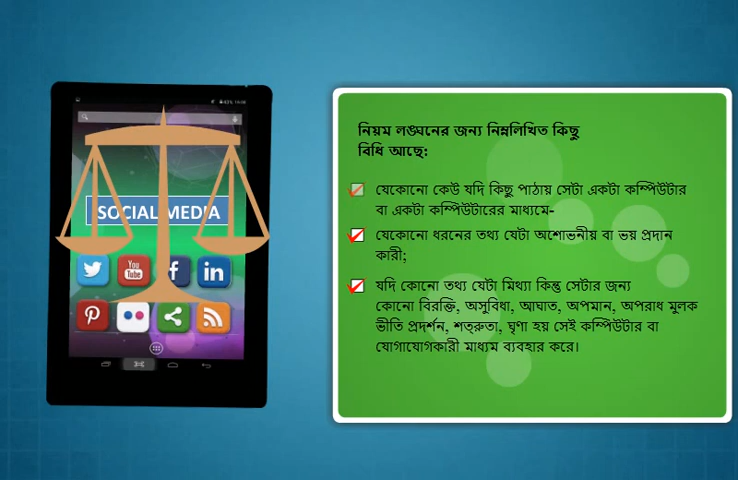 SOCIAL MEDIA
You
Tube
নিয়ম লঙ্ঘনের জন্য নিম্নলিখিত কিছু
বিধি আছে:
যেকোনো কেউ যদি কিছু পাঠায় সেটা একটা কম্পিউটার
বা একটা কম্পিউটারের মাধ্যমে-
যেকোনো ধরনের তথ্য যেটা অশোভনীয় বা ভয় প্রদান
কারী;
যদি কোনো তথ্য যেটা মিথ্যা কিন্তু সেটার জন্য
কোনো বিরক্তি, অসুবিধা, আঘাত, অপমান, অপরাধ মুলক
ভীতি প্রদর্শন, শত্রুতা, ঘৃণা হয় সেই কম্পিউটার বা
যোগাযোগকারী মাধ্যম ব্যবহার করে।